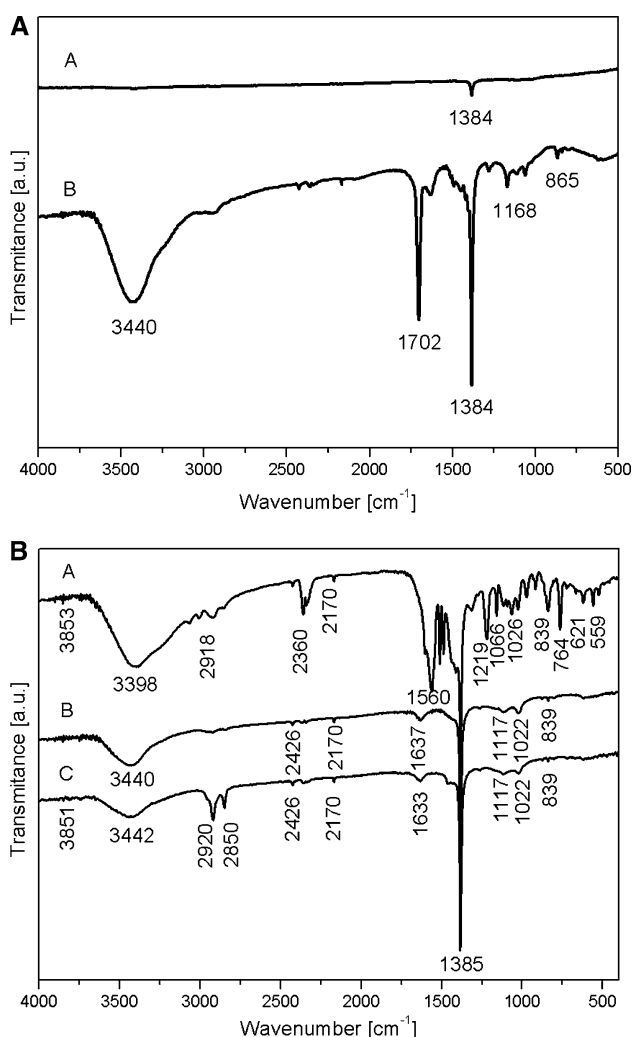 A
A
1384
B
865
1168
3440
1702
1384
Transmitance [a.u.]
4000 3500 3000 2500 2000 1500 1000 500
Wavenumber [cm-1]
B
A
3853
3398
2918
2360
2170
1560
1219
1066
1026
839
764
621
559
B
3440
2426
2170
1637
1117
1022
839
C
3851
3442
2920
2850
2426
2170
1633
1117
1022
839
1385
Transmitance [a.u.]
4000 3500 3000 2500 2000 1500 1000 500
Wavenumber [cm-1]